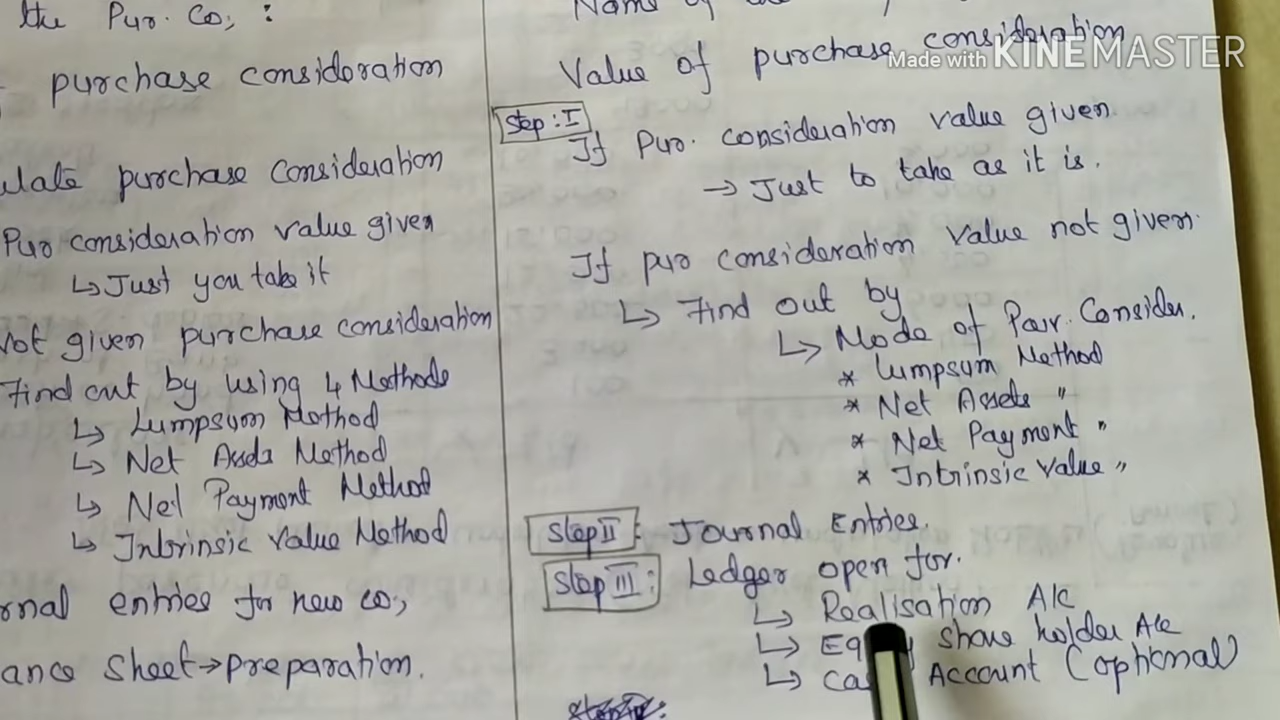 the Pur. Co, :
purchase consideration
purchase consideration
Pur consideration value given
↳ Just you take it
Not given purchase consideration
Find out by using 4 Methods
↳ Lumpsum Method
↳ Net Assets Method
↳ Net Payment Method
↳ Intrinsic Value Method
entries for new co;
Sheet → preparation.
Name of
Value of purchase consideration
Made with KINEMASTER
Step : I
If Pur. consideration value given
→ Just to take as it is.
If pur consideration value not given
↳ Find out by
↳ Mode of Pur. Consider.
* Lumpsum Method
* Net Assets "
* Net Payment "
* Intrinsic Value "
Step II : Journal Entries.
Step III : Ledger open for.
↳ Realisation A/c
↳ share holder A/c
↳ Account (optional)